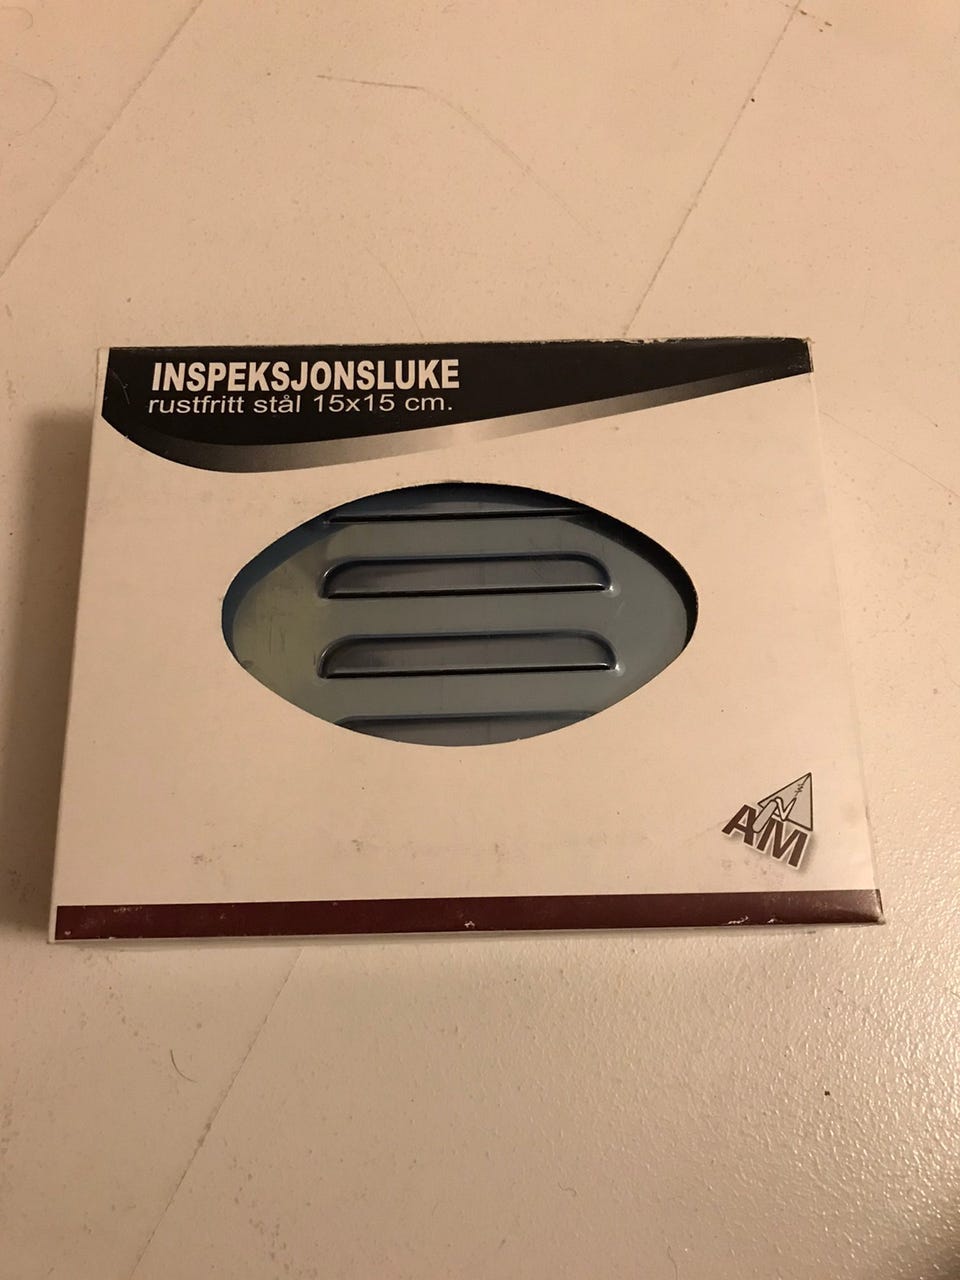 INSPEKSJONSLUKE
rustfritt stål 15x15 cm.
AM